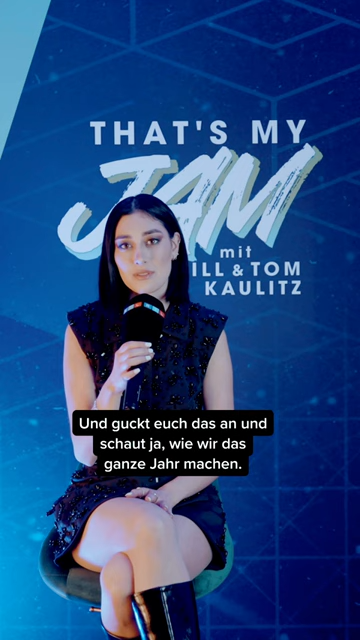 THAT'S MY
JAM
mit
ILL & TOM
KAULITZ
Und guckt euch das an und
schaut ja, wie wir das
ganze Jahr machen.